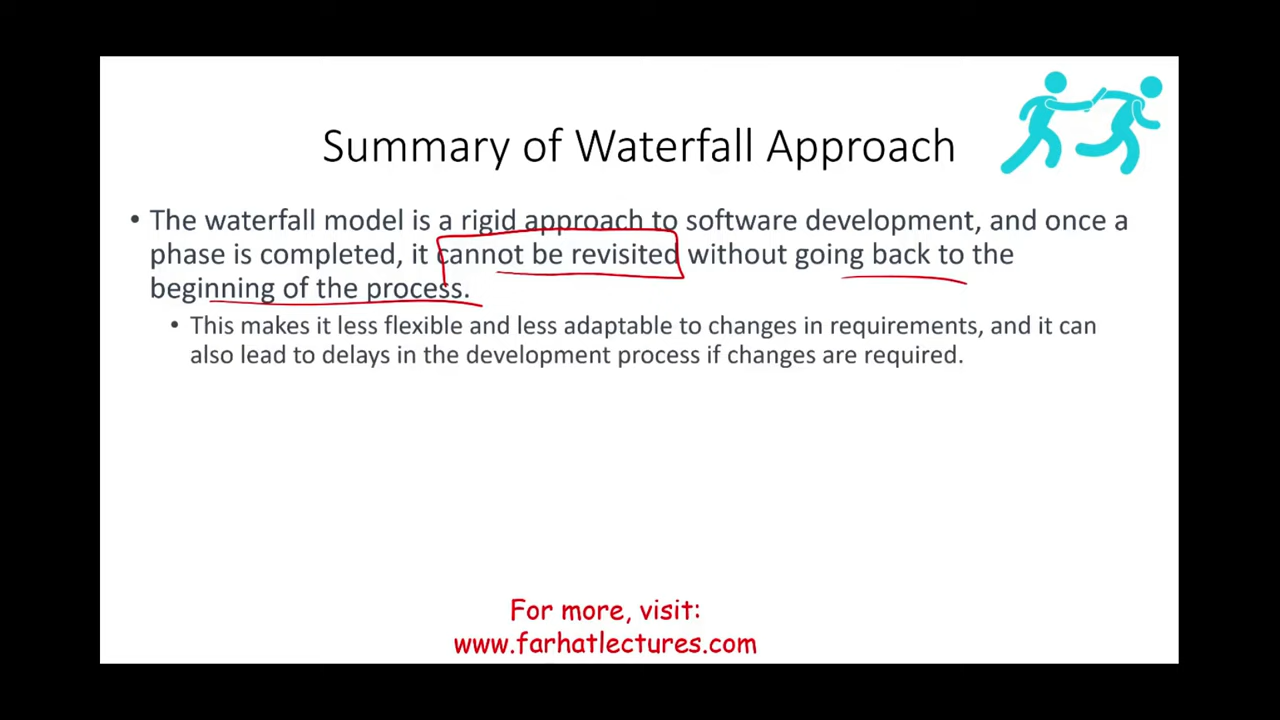 Summary of Waterfall Approach
• The waterfall model is a rigid approach to software development, and once a
phase is completed, it cannot be revisited without going back to the
beginning of the process.
• This makes it less flexible and less adaptable to changes in requirements, and it can
also lead to delays in the development process if changes are required.
For more, visit:
www.farhatlectures.com